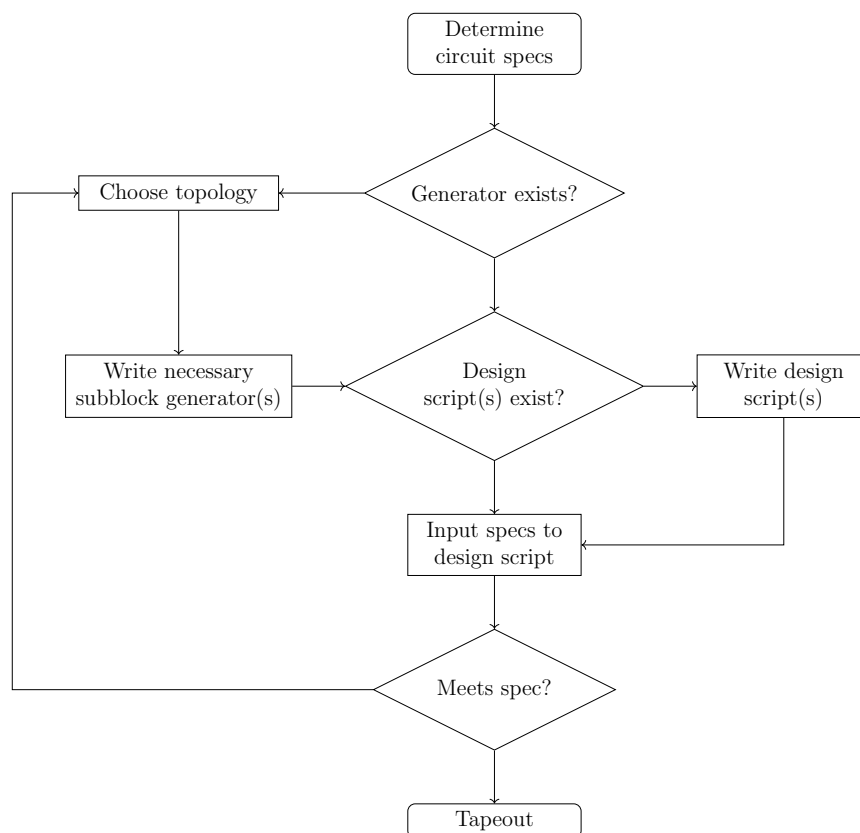 Determine
circuit specs
Generator exists?
Choose topology
Write necessary
subblock generator(s)
Design
script(s) exist?
Write design
script(s)
Input specs to
design script
Meets spec?
Tapeout